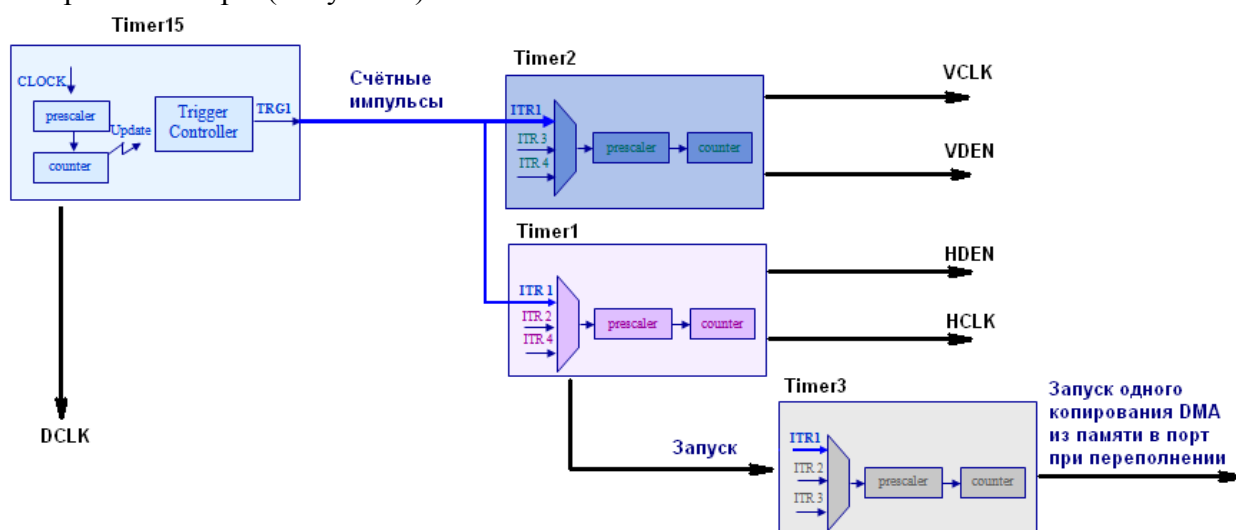 Timer15
CLOCK
prescaler
Update
counter
Trigger
Controller
TRG1
Счётные
импульсы
Timer2
ITR1
ITR 3
ITR 4
prescaler
counter
VCLK
VDEN
Timer1
ITR 1
ITR 2
ITR 4
prescaler
counter
HDEN
HCLK
DCLK
Запуск
Timer3
ITR1
ITR 2
ITR 3
prescaler
counter
Запуск одного
копирования DMA
из памяти в порт
при переполнении